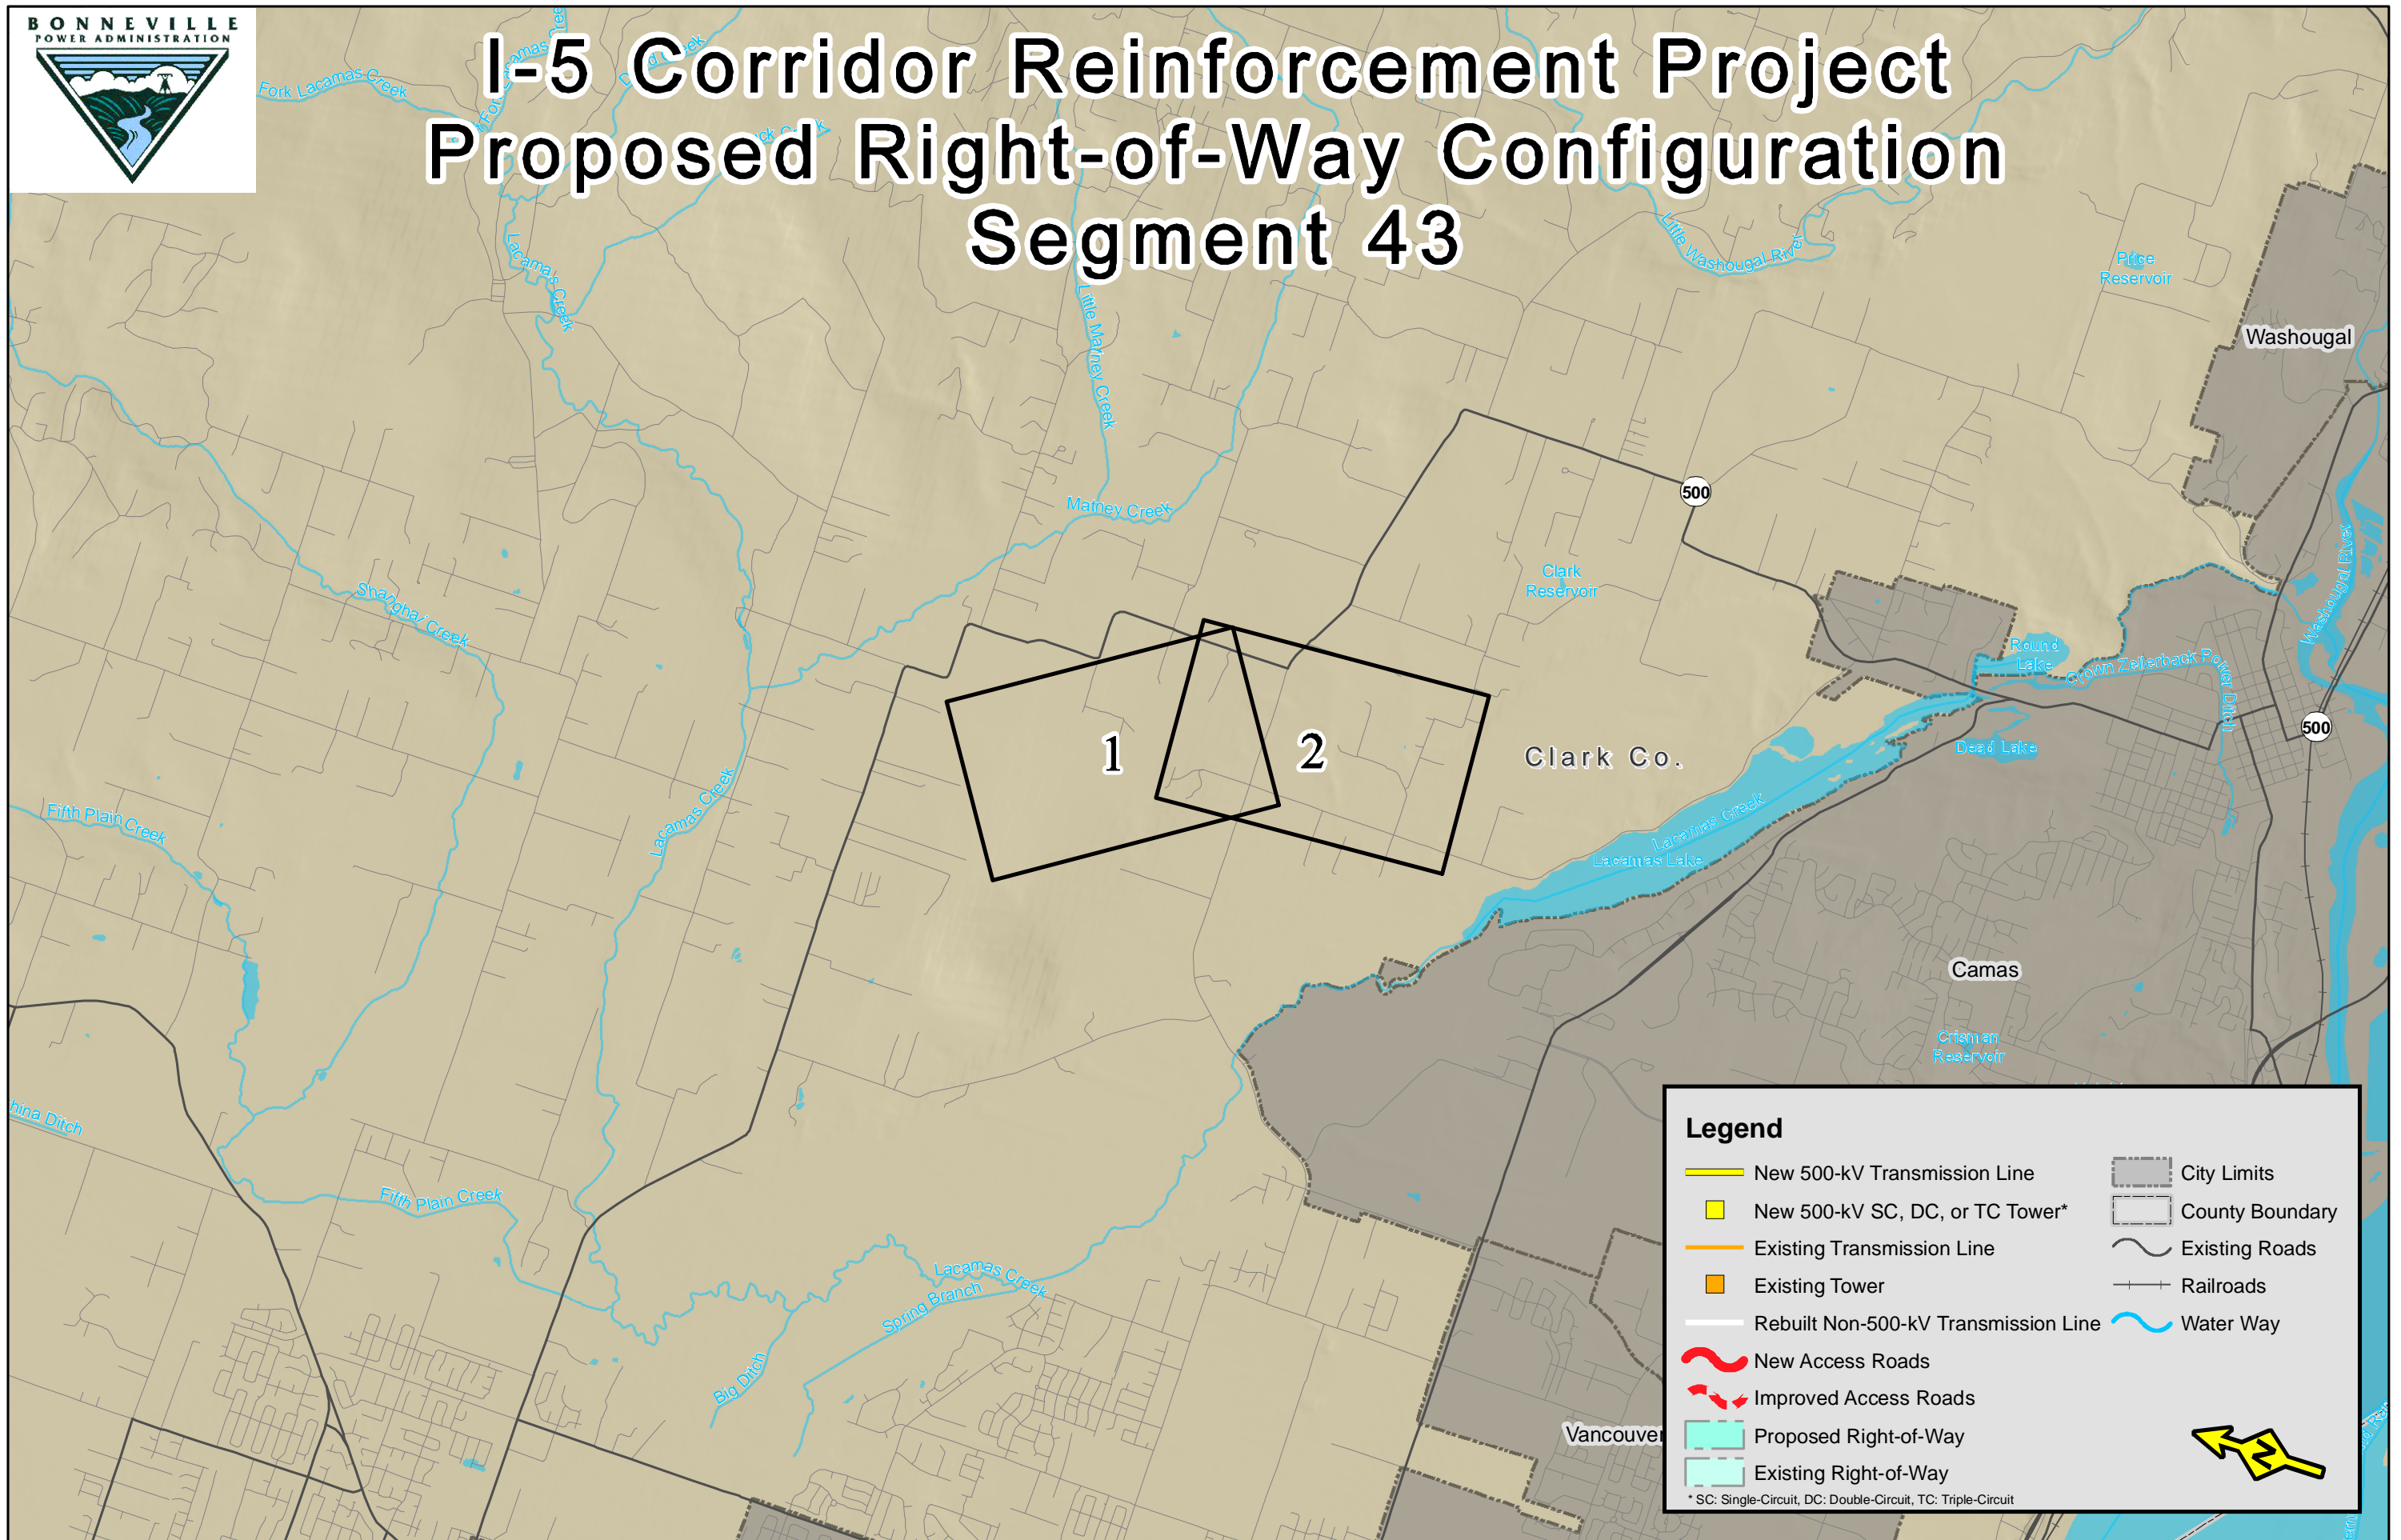 BONNEVILLE
POWER ADMINISTRATION
I-5 Corridor Reinforcement Project
Proposed Right-of-Way Configuration
Segment 43
Fork Lacamas Creek
Lacamas Creek
Little Matney Creek
Matney Creek
Little Washougal River
Price
Reservoir
Washougal
500
Clark
Reservoir
Shanghai Creek
Washougal River
Round
Lake
Crown Zellerback Power Ditch
500
Dead Lake
1
2
Clark Co.
Fifth Plain Creek
Lacamas Creek
Lacamas Creek
Lacamas Lake
Camas
Crisman
Reservoir
hina Ditch
Fifth Plain Creek
Lacamas Creek
Spring Branch
Big Ditch
Vancouver
Legend
New 500-kV Transmission Line
New 500-kV SC, DC, or TC Tower*
Existing Transmission Line
Existing Tower
Rebuilt Non-500-kV Transmission Line
New Access Roads
Improved Access Roads
Proposed Right-of-Way
Existing Right-of-Way
* SC: Single-Circuit, DC: Double-Circuit, TC: Triple-Circuit
City Limits
County Boundary
Existing Roads
Railroads
Water Way
N